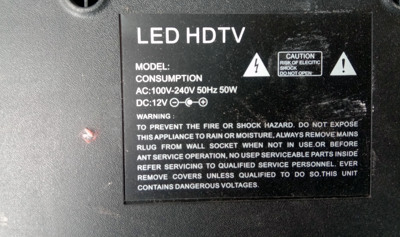 LED HDTV
MODEL:
CONSUMPTION
AC:100V-240V 50Hz 50W
DC:12V
CAUTION
RISK OF ELECTIC
SHOCK
DO NOT OPEN
WARNING :
TO PREVENT THE FIRE OR SHOCK HAZARD. DO NOT EXPOSE
THIS APPLIANCE TO RAIN OR MOISTURE, ALWAYS REMOVE MAINS
RLUG FROM WALL SOCKET WHEN NOT IN USE.OR BEFORE
ANT SERVICE OPERATION, NO USEP SERVICEABLE PARTS INSIDE
REFER SERVICING TO QUALIFIED SERVICE PERSONNEL. EVER
REMOVE COVERS UNLESS QUALIFIED TO DO SO.THIS UNIT
CONTAINS DANGEROUS VOLTAGES.